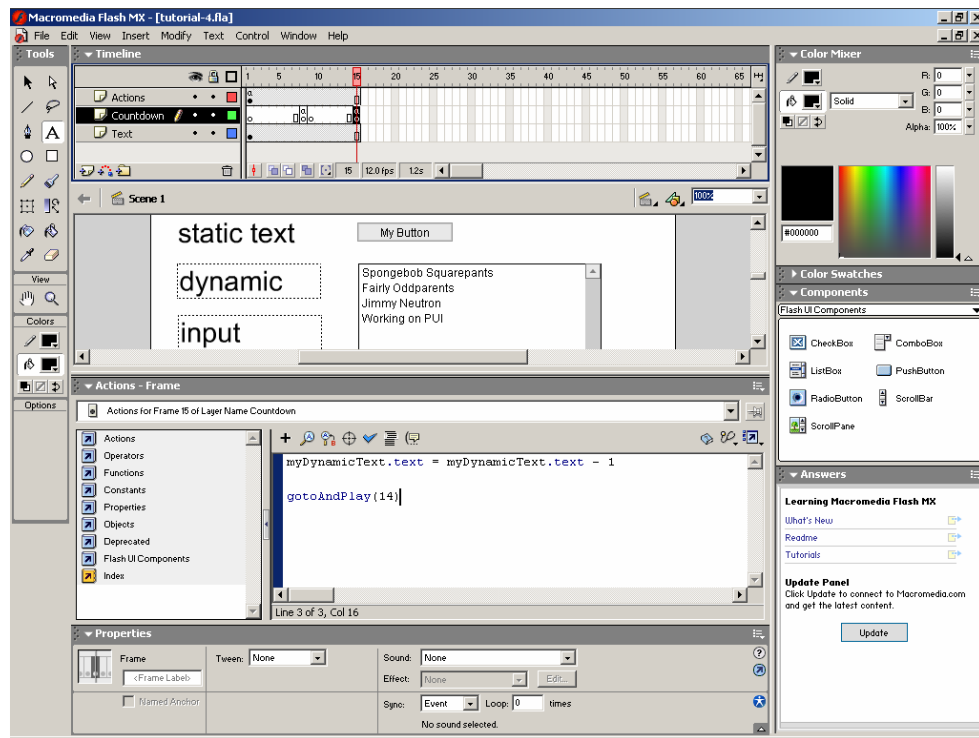 Macromedia Flash MX - [tutorial-4.fla]
File Edit View Insert Modify Text Control Window Help
Tools
Timeline
1 5 10 15 20 25 30 35 40 45 50 55 60 65
Actions
Countdown
Text
15 12.0 fps 1.2s
Scene 1
100%
static text
My Button
dynamic
input
Spongebob Squarepants
Fairly Oddparents
Jimmy Neutron
Working on PUI
View
Colors
Options
Actions - Frame
Actions for Frame 15 of Layer Name Countdown
Actions
Operators
Functions
Constants
Properties
Objects
Deprecated
Flash UI Components
Index
myDynamicText.text = myDynamicText.text - 1
gotoAndPlay(14)
Line 3 of 3, Col 16
Properties
Frame
<Frame Label>
Named Anchor
Tween: None
Sound: None
Effect: None Edit...
Sync: Event Loop: 0 times
No sound selected.
Color Mixer
R: 0
G: 0
B: 0
Solid
Alpha: 100%
#000000
Color Swatches
Components
Flash UI Components
CheckBox ComboBox
ListBox PushButton
RadioButton ScrollBar
ScrollPane
Answers
Learning Macromedia Flash MX
What's New
Readme
Tutorials
Update Panel
Click Update to connect to Macromedia.com
and get the latest content.
Update